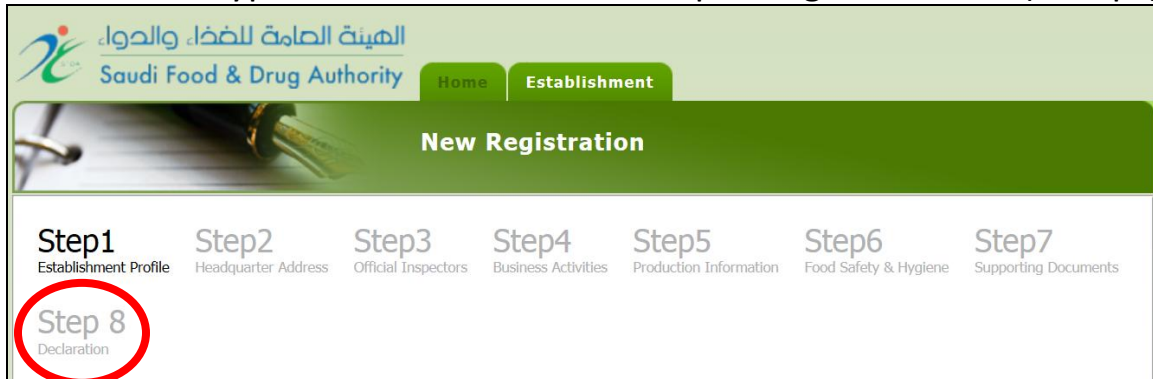 الهيئة العامة للغذاء والدواء
Saudi Food & Drug Authority
Home Establishment
New Registration
Step1 Step2 Step3 Step4 Step5 Step6 Step7
Establishment Profile Headquarter Address Official Inspectors Business Activities Production Information Food Safety & Hygiene Supporting Documents
Step 8
Declaration